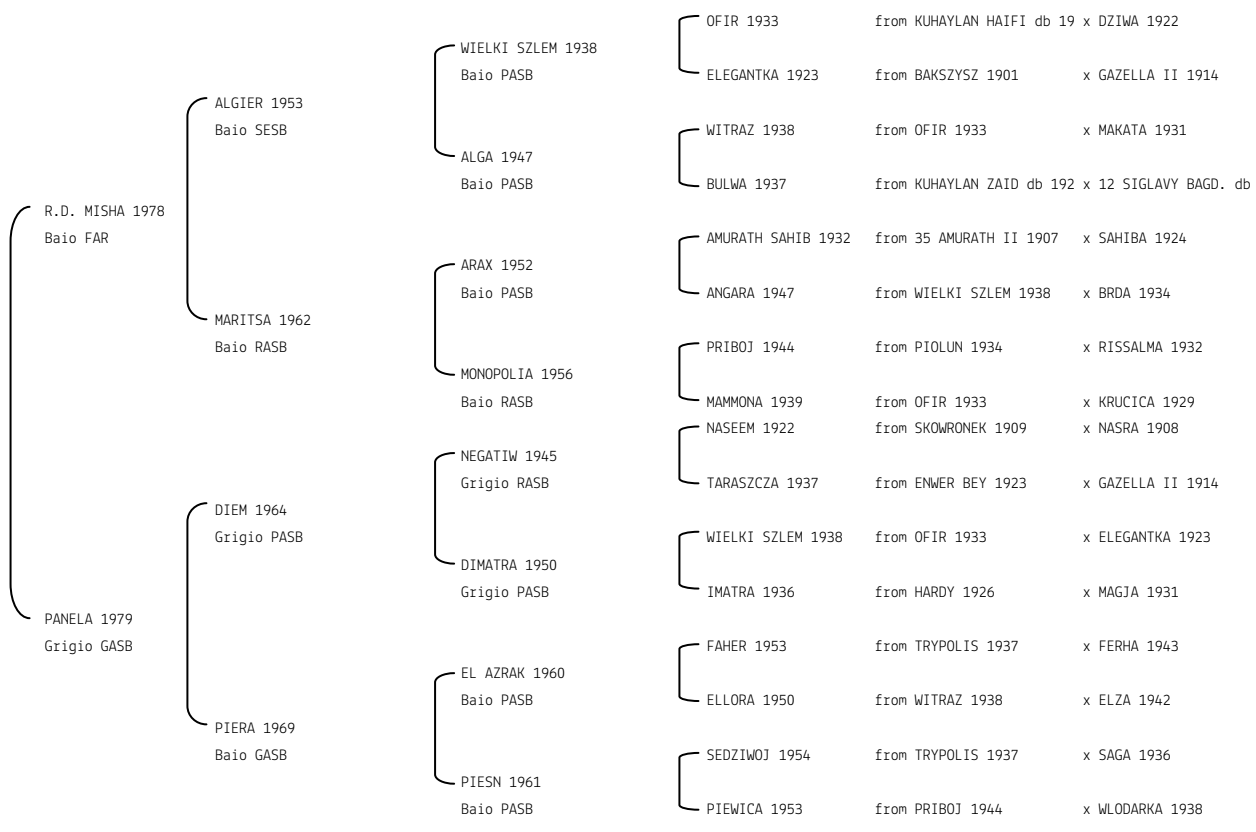 OFIR 1933 from KUHAYLAN HAIFI db 19 x DZIWA 1922
WIELKI SZLEM 1938
Baio PASB
ELEGANTKA 1923 from BAKSZYSZ 1901 x GAZELLA II 1914
ALGIER 1953
Baio SESB
WITRAZ 1938 from OFIR 1933 x MAKATA 1931
ALGA 1947
Baio PASB
BULWA 1937 from KUHAYLAN ZAID db 192 x 12 SIGLAVY BAGD. db
R.D. MISHA 1978
Baio FAR
AMURATH SAHIB 1932 from 35 AMURATH II 1907 x SAHIBA 1924
ARAX 1952
Baio PASB
ANGARA 1947 from WIELKI SZLEM 1938 x BRDA 1934
MARITSA 1962
Baio RASB
PRIBOJ 1944 from PIOLUN 1934 x RISSALMA 1932
MONOPOLIA 1956
Baio RASB
MAMMONA 1939 from OFIR 1933 x KRUCICA 1929
NASEEM 1922 from SKOWRONEK 1909 x NASRA 1908
NEGATIW 1945
Grigio RASB
TARASZCZA 1937 from ENWER BEY 1923 x GAZELLA II 1914
DIEM 1964
Grigio PASB
WIELKI SZLEM 1938 from OFIR 1933 x ELEGANTKA 1923
DIMATRA 1950
Grigio PASB
IMATRA 1936 from HARDY 1926 x MAGJA 1931
PANELA 1979
Grigio GASB
FAHER 1953 from TRYPOLIS 1937 x FERHA 1943
EL AZRAK 1960
Baio PASB
ELLORA 1950 from WITRAZ 1938 x ELZA 1942
PIERA 1969
Baio GASB
SEDZIWOJ 1954 from TRYPOLIS 1937 x SAGA 1936
PIESN 1961
Baio PASB
PIEWICA 1953 from PRIBOJ 1944 x WLODARKA 1938